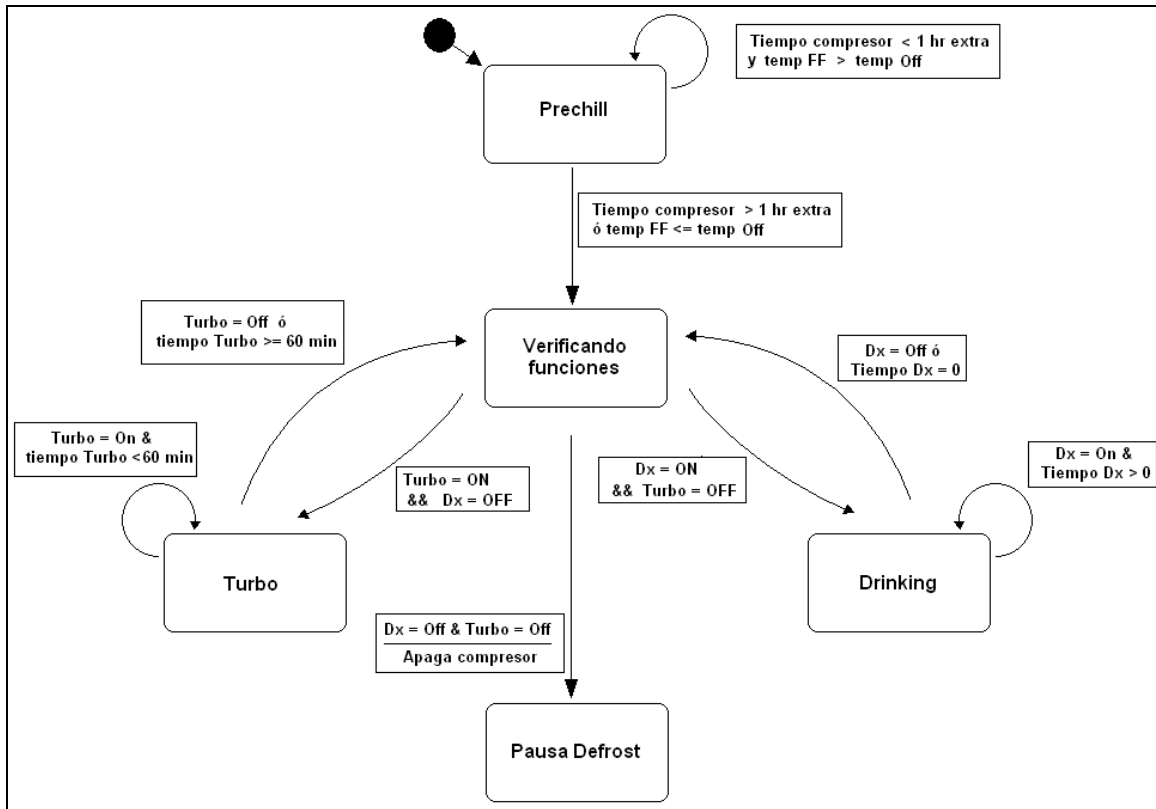 Tiempo compresor < 1 hr extra
y temp FF > temp Off
Prechill
Tiempo compresor > 1 hr extra
ó temp FF <= temp Off
Turbo = Off ó
tiempo Turbo >= 60 min
Verificando
funciones
Dx = Off ó
Tiempo Dx = 0
Turbo = On &
tiempo Turbo <60 min
Turbo = ON
&& Dx = OFF
Dx = ON
&& Turbo = OFF
Dx = On &
Tiempo Dx > 0
Turbo
Drinking
Dx = Off & Turbo = Off
Apaga compresor
Pausa Defrost